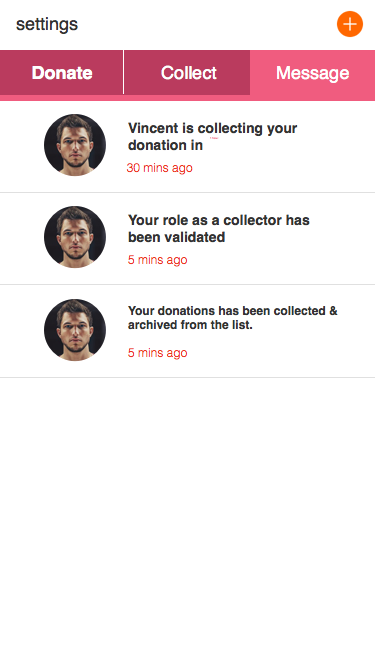 settings
Donate
Collect
Message
Vincent is collecting your
donation in
30 mins ago
Your role as a collector has
been validated
5 mins ago
Your donations has been collected &
archived from the list.
5 mins ago